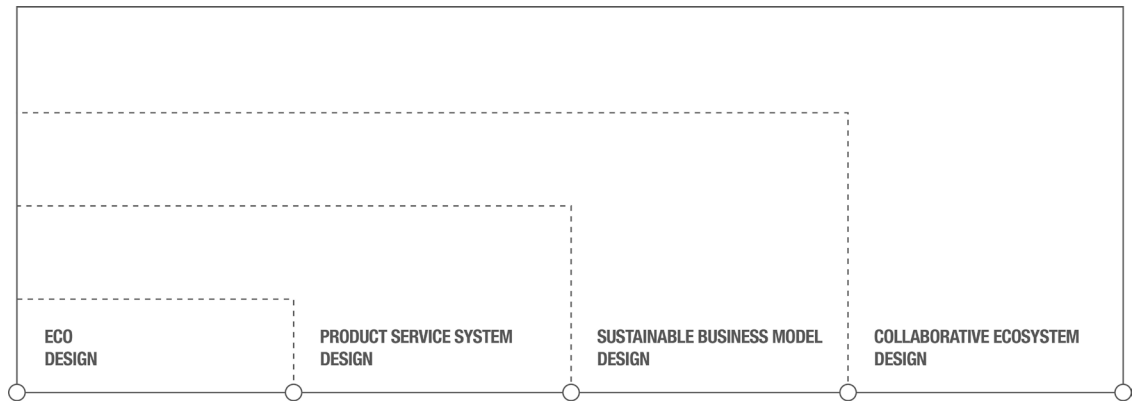 ECO
DESIGN
PRODUCT SERVICE SYSTEM
DESIGN
SUSTAINABLE BUSINESS MODEL
DESIGN
COLLABORATIVE ECOSYSTEM
DESIGN